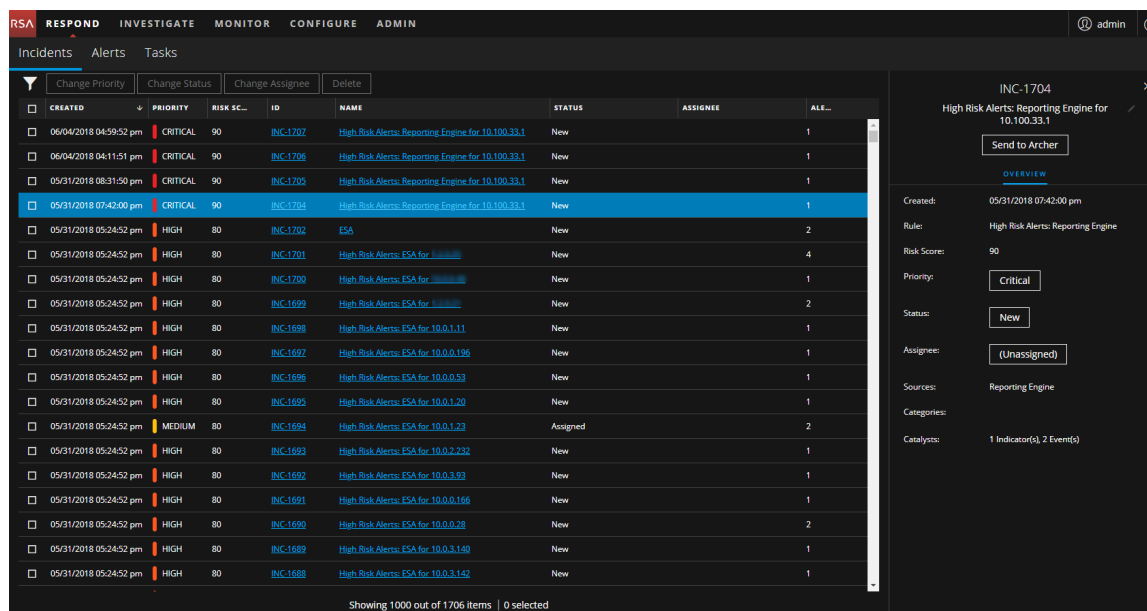 RSA RESPOND INVESTIGATE MONITOR CONFIGURE ADMIN admin
Incidents Alerts Tasks
Change Priority Change Status Change Assignee Delete
CREATED PRIORITY RISK SC... ID NAME STATUS ASSIGNEE ALE...
06/04/2018 04:59:52 pm CRITICAL 90 INC-1707 High Risk Alerts: Reporting Engine for 10.100.33.1 New 1
06/04/2018 04:11:51 pm CRITICAL 90 INC-1706 High Risk Alerts: Reporting Engine for 10.100.33.1 New 1
05/31/2018 08:31:50 pm CRITICAL 90 INC-1705 High Risk Alerts: Reporting Engine for 10.100.33.1 New 1
05/31/2018 07:42:00 pm CRITICAL 90 INC-1704 High Risk Alerts: Reporting Engine for 10.100.33.1 New 1
05/31/2018 05:24:52 pm HIGH 80 INC-1702 ESA New 2
05/31/2018 05:24:52 pm HIGH 80 INC-1701 High Risk Alerts: ESA for New 4
05/31/2018 05:24:52 pm HIGH 80 INC-1700 High Risk Alerts: ESA for New 1
05/31/2018 05:24:52 pm HIGH 80 INC-1699 High Risk Alerts: ESA for New 2
05/31/2018 05:24:52 pm HIGH 80 INC-1698 High Risk Alerts: ESA for 10.0.1.11 New 1
05/31/2018 05:24:52 pm HIGH 80 INC-1697 High Risk Alerts: ESA for 10.0.0.196 New 1
05/31/2018 05:24:52 pm HIGH 80 INC-1696 High Risk Alerts: ESA for 10.0.0.53 New 1
05/31/2018 05:24:52 pm HIGH 80 INC-1695 High Risk Alerts: ESA for 10.0.1.20 New 1
05/31/2018 05:24:52 pm MEDIUM 80 INC-1694 High Risk Alerts: ESA for 10.0.1.23 Assigned 2
05/31/2018 05:24:52 pm HIGH 80 INC-1693 High Risk Alerts: ESA for 10.0.2.232 New 1
05/31/2018 05:24:52 pm HIGH 80 INC-1692 High Risk Alerts: ESA for 10.0.3.93 New 1
05/31/2018 05:24:52 pm HIGH 80 INC-1691 High Risk Alerts: ESA for 10.0.0.166 New 1
05/31/2018 05:24:52 pm HIGH 80 INC-1690 High Risk Alerts: ESA for 10.0.0.28 New 2
05/31/2018 05:24:52 pm HIGH 80 INC-1689 High Risk Alerts: ESA for 10.0.3.140 New 1
05/31/2018 05:24:52 pm HIGH 80 INC-1688 High Risk Alerts: ESA for 10.0.3.142 New 1
Showing 1000 out of 1706 items | 0 selected
INC-1704
High Risk Alerts: Reporting Engine for
10.100.33.1
Send to Archer
OVERVIEW
Created: 05/31/2018 07:42:00 pm
Rule: High Risk Alerts: Reporting Engine
Risk Score: 90
Priority: Critical
Status: New
Assignee: (Unassigned)
Sources: Reporting Engine
Categories:
Catalysts: 1 Indicator(s), 2 Event(s)